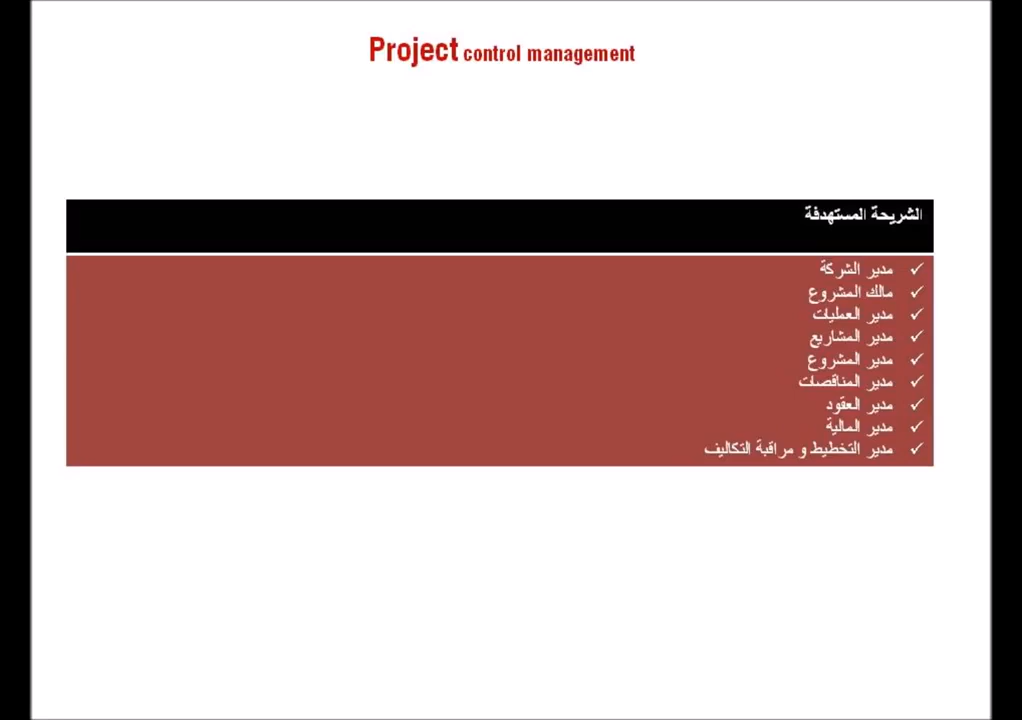 Project control management
الشريحة المستهدفة
✓ مدير الشركة
✓ مالك المشروع
✓ مدير العمليات
✓ مدير المشاريع
✓ مدير المشروع
✓ مدير المناقصات
✓ مدير العقود
✓ مدير المالية
✓ مدير التخطيط و مراقبة التكاليف